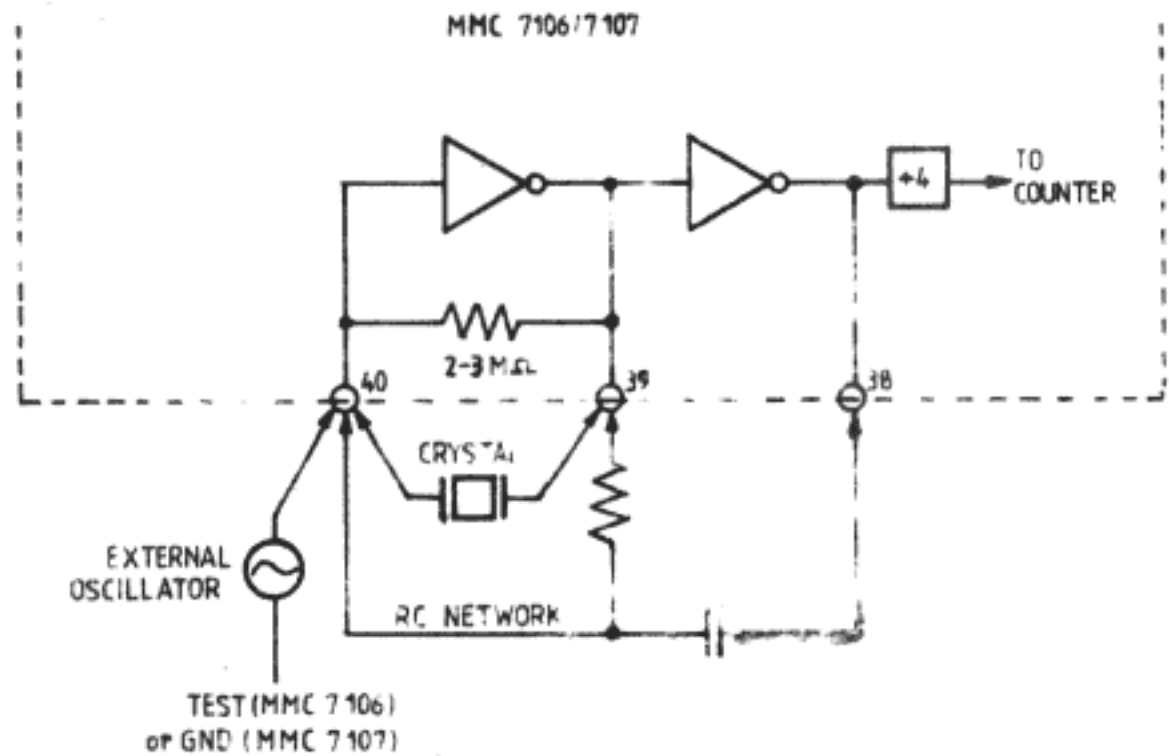 MMC 7106/7107
+4
TO
COUNTER
2-3 MΩ
40
39
38
CRYSTAL
EXTERNAL
OSCILLATOR
RC NETWORK
TEST (MMC 7106)
or GND (MMC 7107)